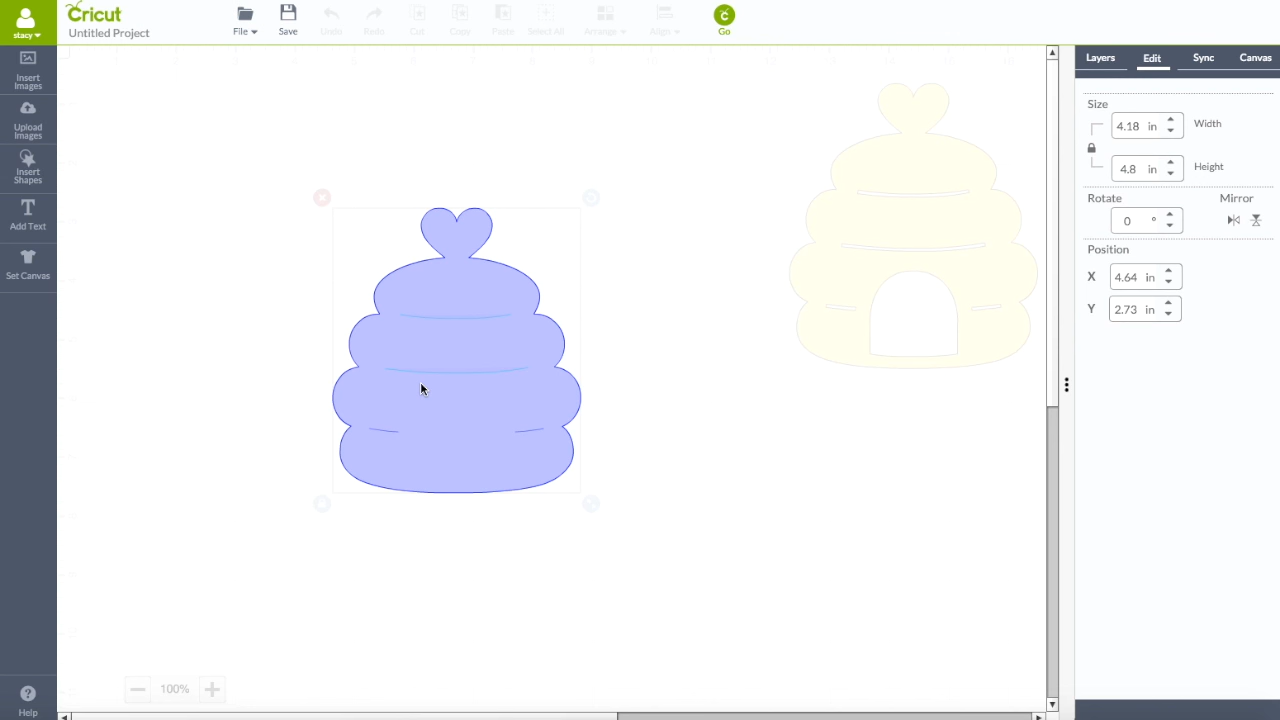 Cricut
Untitled Project
stacy
File
Save
Undo
Redo
Cut
Copy
Paste
Select All
Arrange
Align
Go
Insert
Images
Upload
Images
Insert
Shapes
Add Text
Set Canvas
Help
100%
Layers
Edit
Sync
Canvas
Size
4.18 in
Width
4.8 in
Height
Rotate
Mirror
0 °
Position
X
4.64 in
Y
2.73 in